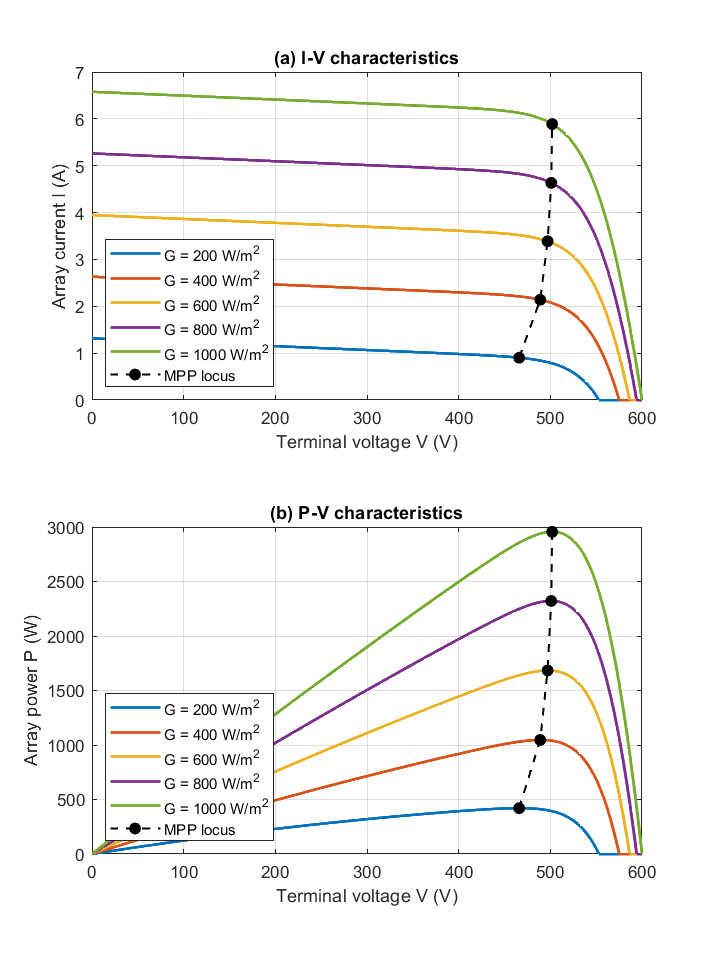 (a) I-V characteristics
7
6
5
4
3
2
1
0
Array current I (A)
G = 200 W/m²
G = 400 W/m²
G = 600 W/m²
G = 800 W/m²
G = 1000 W/m²
MPP locus
0 100 200 300 400 500 600
Terminal voltage V (V)
(b) P-V characteristics
3000
2500
2000
1500
1000
500
0
Array power P (W)
G = 200 W/m²
G = 400 W/m²
G = 600 W/m²
G = 800 W/m²
G = 1000 W/m²
MPP locus
0 100 200 300 400 500 600
Terminal voltage V (V)